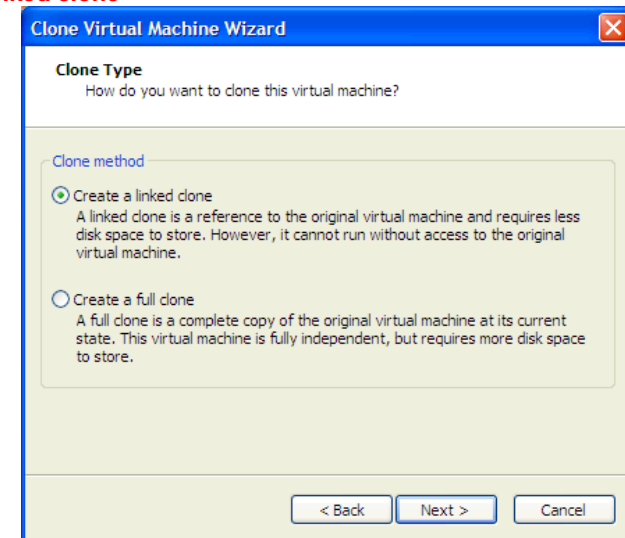 Clone Virtual Machine Wizard
Clone Type
How do you want to clone this virtual machine?
Clone method
Create a linked clone
A linked clone is a reference to the original virtual machine and requires less
disk space to store. However, it cannot run without access to the original
virtual machine.
Create a full clone
A full clone is a complete copy of the original virtual machine at its current
state. This virtual machine is fully independent, but requires more disk space
to store.
< Back Next > Cancel